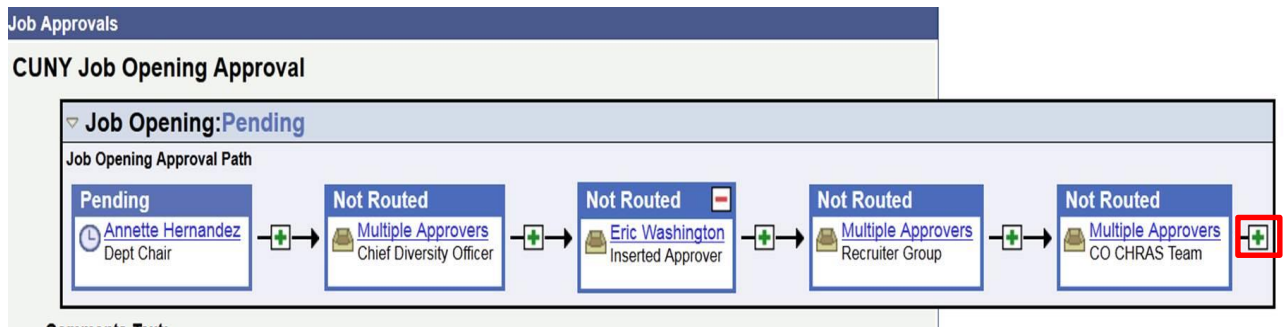 Job Approvals
CUNY Job Opening Approval
Job Opening:Pending
Job Opening Approval Path
Pending
Annette Hernandez
Dept Chair
Not Routed
Multiple Approvers
Chief Diversity Officer
Not Routed
Eric Washington
Inserted Approver
Not Routed
Multiple Approvers
Recruiter Group
Not Routed
Multiple Approvers
CO CHRAS Team